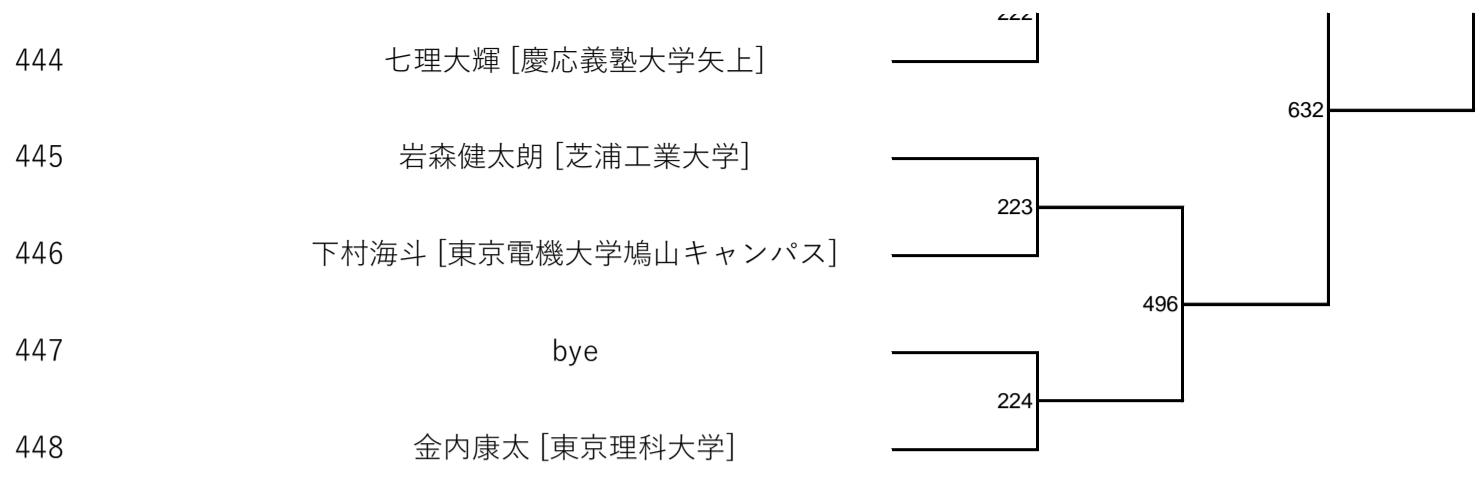 222
444 七理大輝 [慶応義塾大学矢上]
632
445 岩森健太朗 [芝浦工業大学]
223
446 下村海斗 [東京電機大学鳩山キャンパス]
496
447 bye
224
448 金内康太 [東京理科大学]